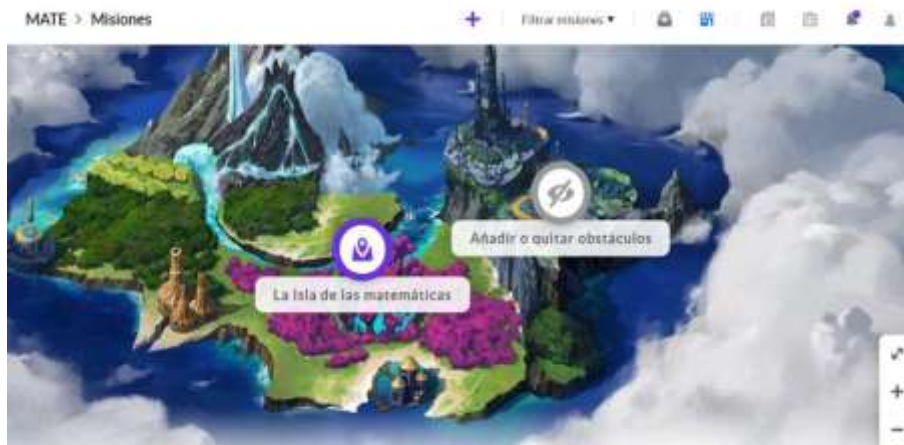 MATE > Misiones
Filtrar misiones
Añadir o quitar obstáculos
La Isla de las matemáticas